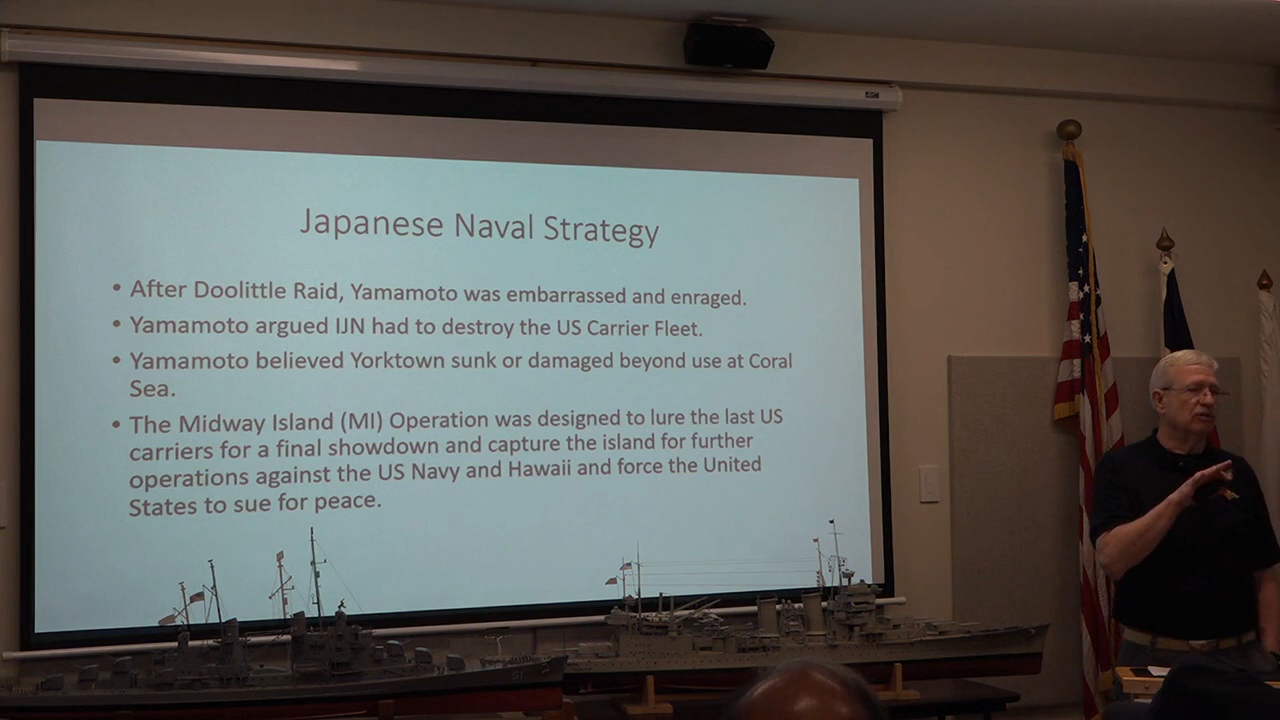 Japanese Naval Strategy
• After Doolittle Raid, Yamamoto was embarrassed and enraged.
• Yamamoto argued IJN had to destroy the US Carrier Fleet.
• Yamamoto believed Yorktown sunk or damaged beyond use at Coral
Sea.
• The Midway Island (MI) Operation was designed to lure the last US
carriers for a final showdown and capture the island for further
operations against the US Navy and Hawaii and force the United
States to sue for peace.